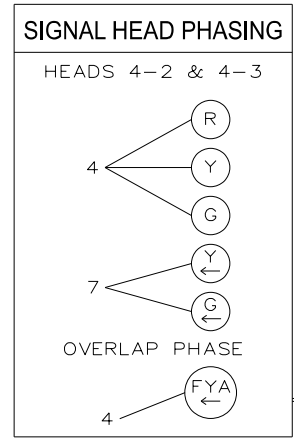 SIGNAL HEAD PHASING
HEADS 4-2 & 4-3
R
4
Y
G
Y
←
7
G
←
OVERLAP PHASE
FYA
←
4